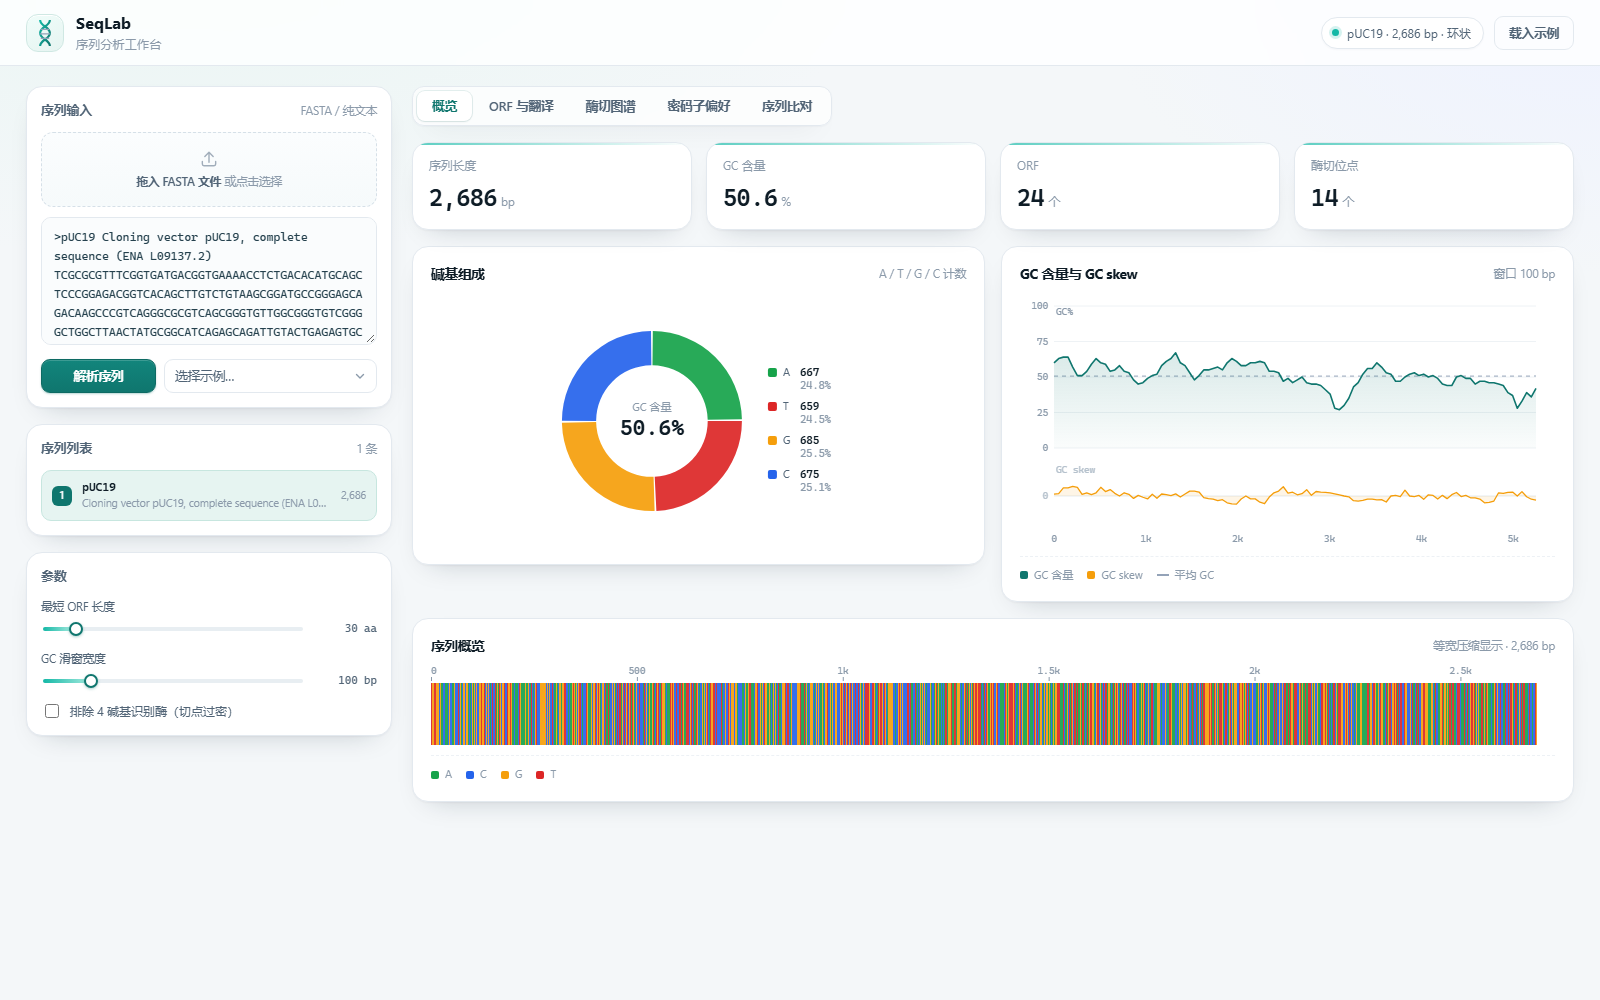 SeqLab
序列分析工作台
pUC19 · 2,686 bp · 环状
载入示例
序列输入
FASTA / 纯文本
拖入 FASTA 文件 或点击选择
>pUC19 Cloning vector pUC19, complete
sequence (ENA L09137.2)
TCGCGCGTTTCGGTGATGACGGTGAAAACCTCTGACACATGCAGC
TCCCGGAGACGGTCACAGCTTGTCTGTAAGCGGATGCCGGGAGCA
GACAAGCCCGTCAGGGCGCGTCAGCGGGTGTTGGCGGGTGTCGGG
GCTGGCTTAACTATGCGGCATCAGAGCAGATTGTACTGAGAGTGC
解析序列
选择示例...
序列列表
1 条
1
pUC19
Cloning vector pUC19, complete sequence (ENA L0...
2,686
参数
最短 ORF 长度
30 aa
GC 滑窗宽度
100 bp
排除 4 碱基识别酶（切点过密）
概览
ORF 与翻译
酶切图谱
密码子偏好
序列比对
序列长度
2,686 bp
GC 含量
50.6 %
ORF
24 个
酶切位点
14 个
碱基组成
A / T / G / C 计数
GC 含量
50.6%
A 667
24.8%
T 659
24.5%
G 685
25.5%
C 675
25.1%
GC 含量与 GC skew
窗口 100 bp
100
GC%
75
50
25
0
GC skew
0
0 1k 2k 3k 4k 5k
GC 含量 GC skew 平均 GC
序列概览
等宽压缩显示 · 2,686 bp
0 500 1k 1.5k 2k 2.5k
A C G T